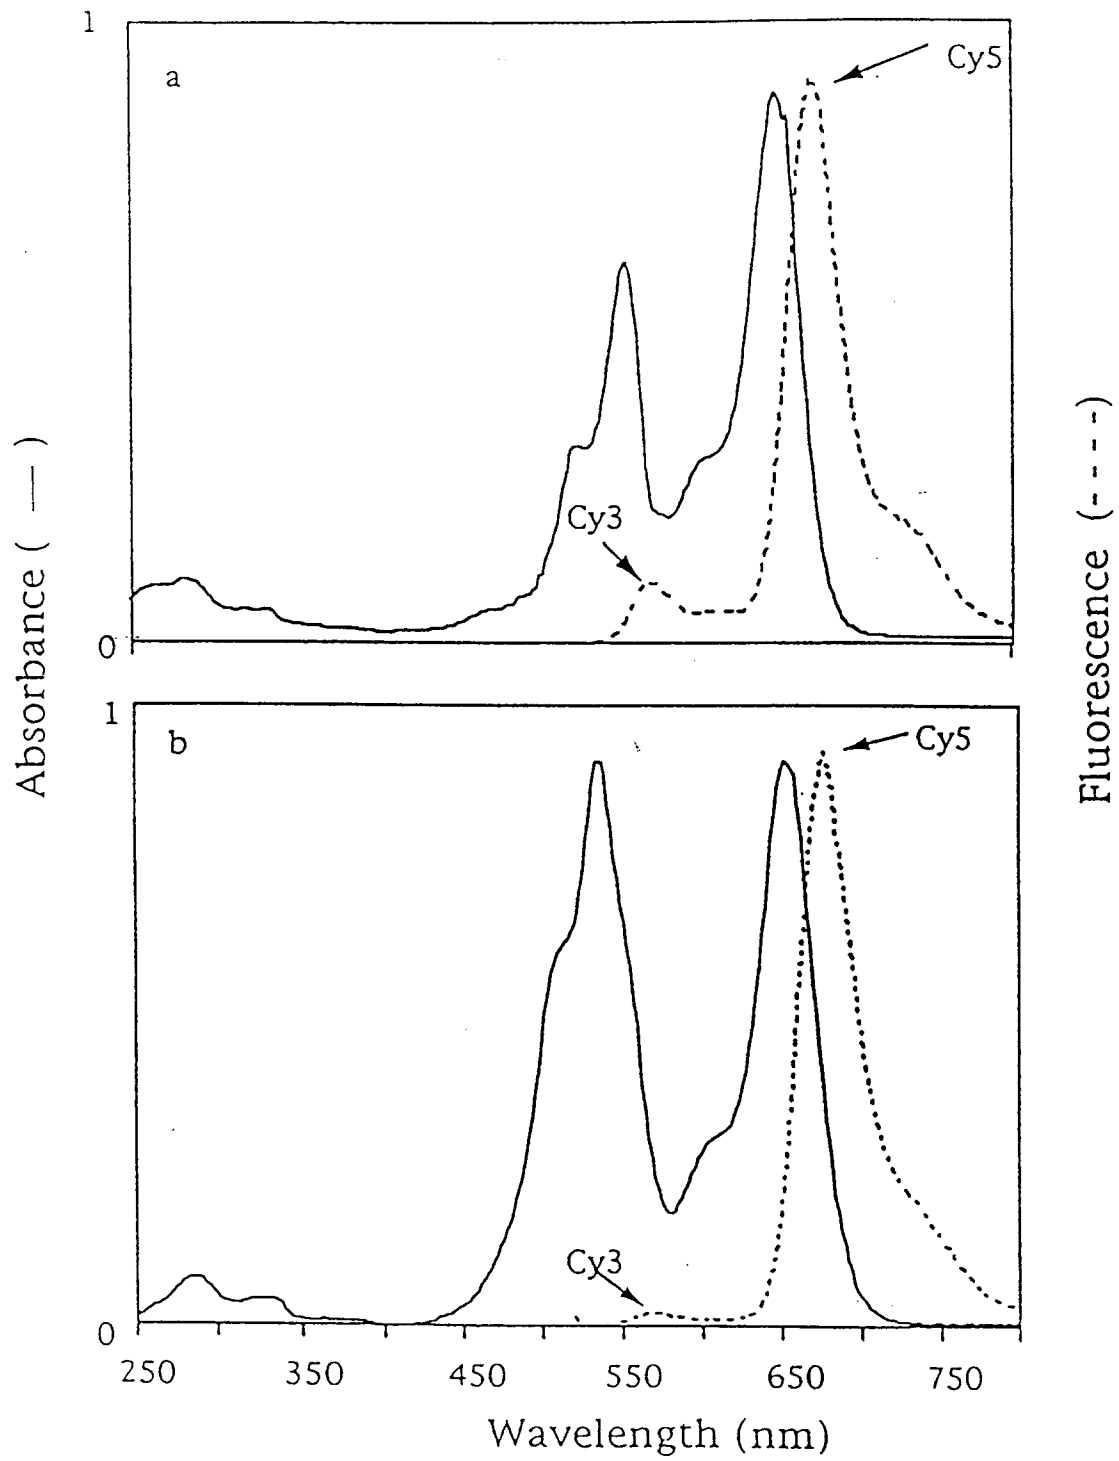 1
a
Cy5
Cy3
0
Absorbance ( — )
Fluorescence (- - - -)
1
b
Cy5
Cy3
0
250 350 450 550 650 750
Wavelength (nm)